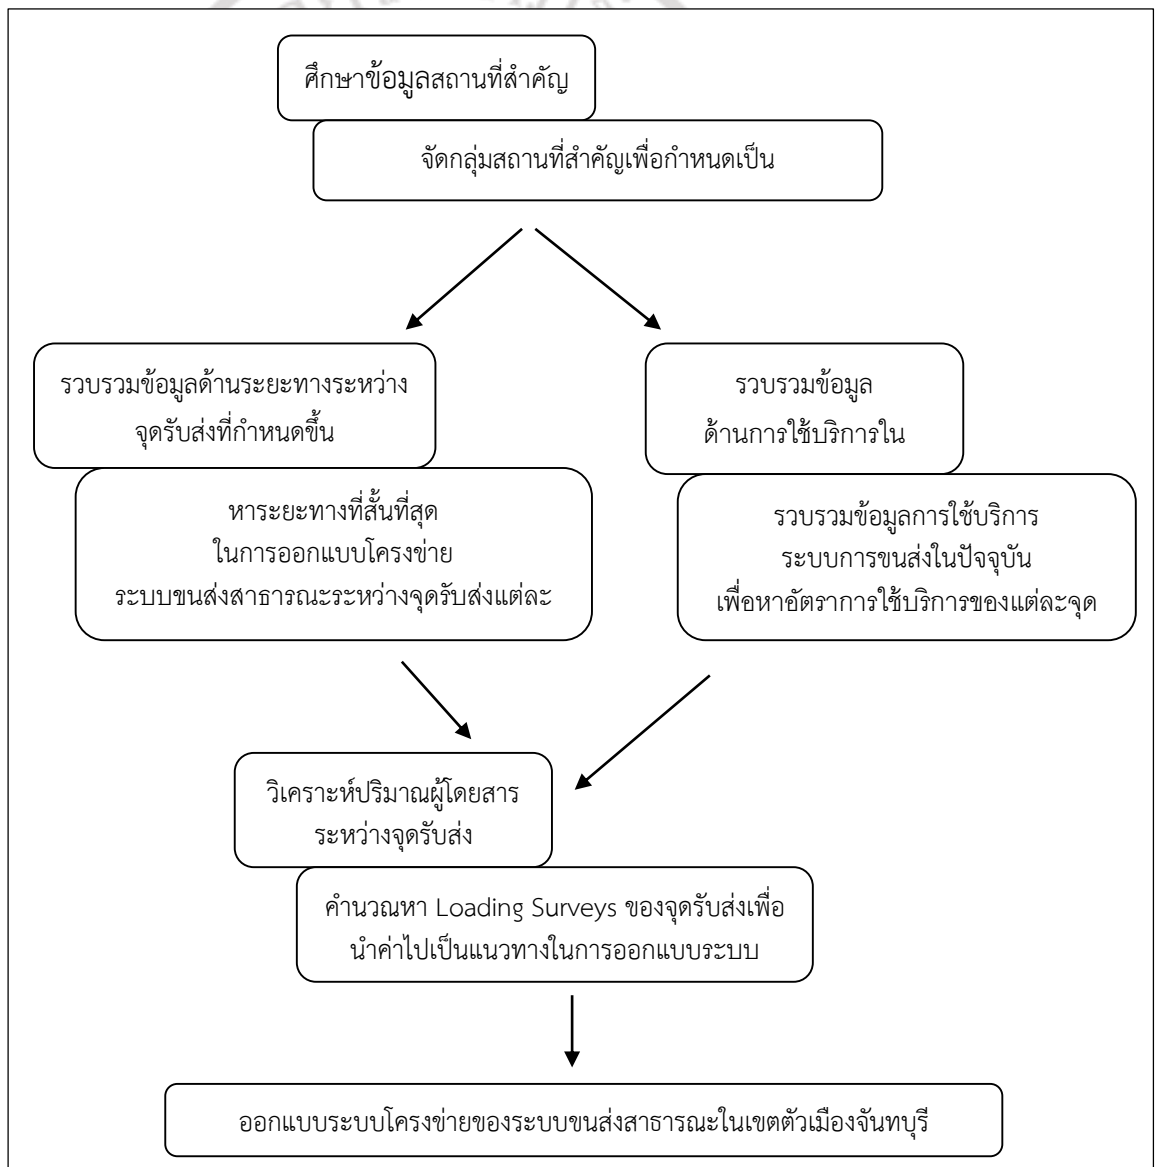 ศึกษาข้อมูลสถานที่สำคัญ
จัดกลุ่มสถานที่สำคัญเพื่อกำหนดเป็น
รวบรวมข้อมูลด้านระยะทางระหว่าง
จุดรับส่งที่กำหนดขึ้น
หาระยะทางที่สั้นที่สุด
ในการออกแบบโครงข่าย
ระบบขนส่งสาธารณะระหว่างจุดรับส่งแต่ละ
รวบรวมข้อมูล
ด้านการใช้บริการใน
รวบรวมข้อมูลการใช้บริการ
ระบบการขนส่งในปัจจุบัน
เพื่อหาอัตราการใช้บริการของแต่ละจุด
วิเคราะห์ปริมาณผู้โดยสาร
ระหว่างจุดรับส่ง
คำนวณหา Loading Surveys ของจุดรับส่งเพื่อ
นำค่าไปเป็นแนวทางในการออกแบบระบบ
ออกแบบระบบโครงข่ายของระบบขนส่งสาธารณะในเขตตัวเมืองจันทบุรี